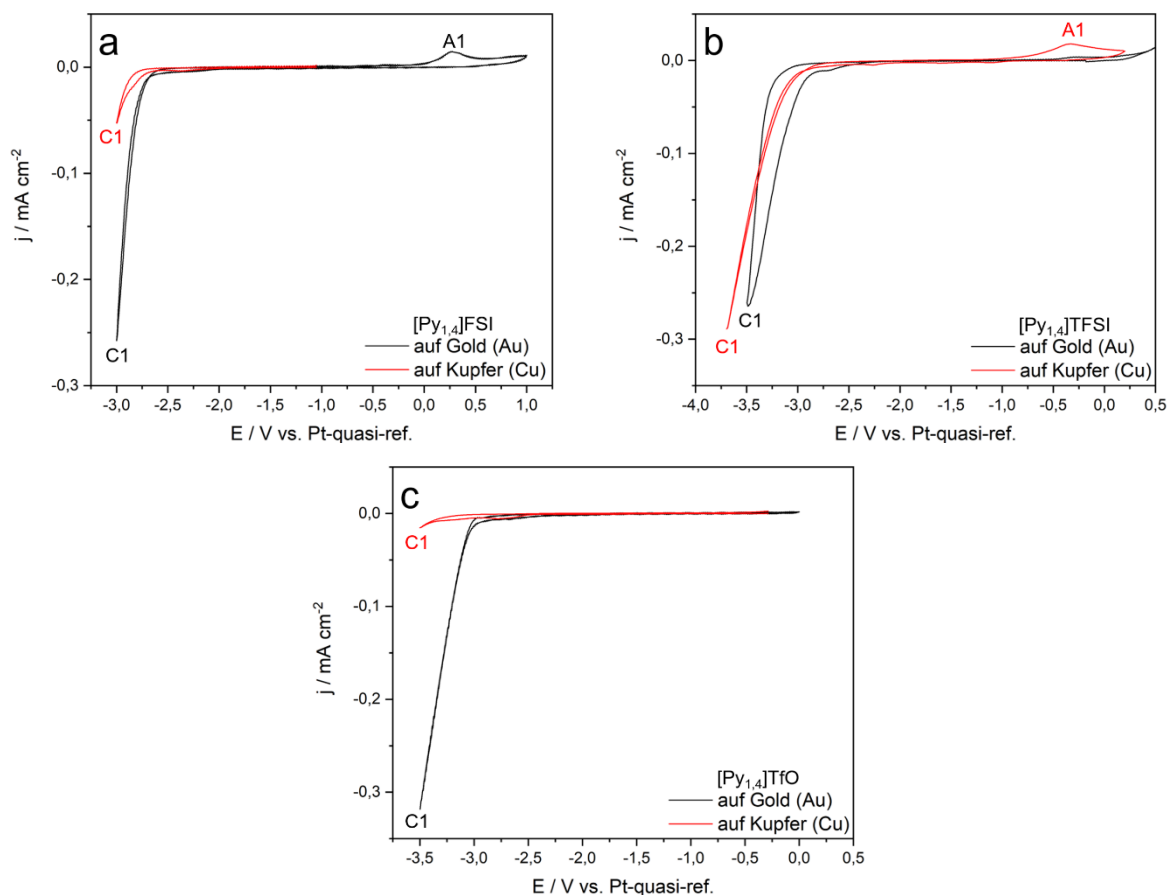 a
A1
0,0
-0,1
-0,2
-0,3
j / mA cm⁻²
C1
C1
[Py₁,₄]FSI
auf Gold (Au)
auf Kupfer (Cu)
-3,0 -2,5 -2,0 -1,5 -1,0 -0,5 0,0 0,5 1,0
E / V vs. Pt-quasi-ref.
b
A1
0,0
-0,1
-0,2
-0,3
j / mA cm⁻²
C1
C1
[Py₁,₄]TFSI
auf Gold (Au)
auf Kupfer (Cu)
-4,0 -3,5 -3,0 -2,5 -2,0 -1,5 -1,0 -0,5 0,0 0,5
E / V vs. Pt-quasi-ref.
c
0,0
-0,1
-0,2
-0,3
j / mA cm⁻²
C1
C1
[Py₁,₄]TfO
auf Gold (Au)
auf Kupfer (Cu)
-3,5 -3,0 -2,5 -2,0 -1,5 -1,0 -0,5 0,0 0,5
E / V vs. Pt-quasi-ref.